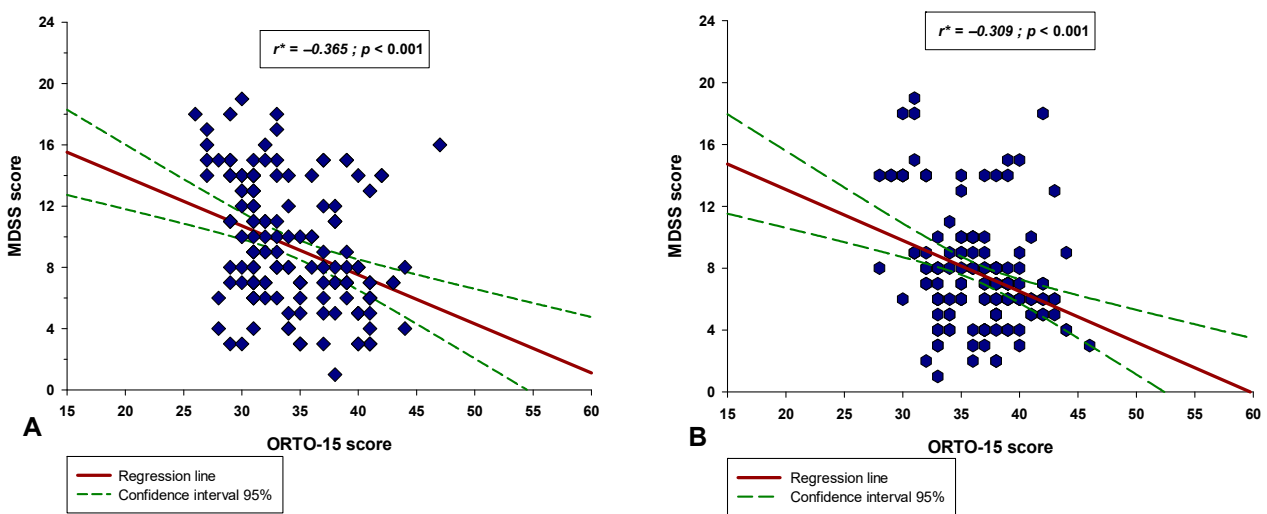 24
20
16
12
8
4
0
MDSS score
r* = –0.365 ; p < 0.001
15 20 25 30 35 40 45 50 55 60
A
ORTO-15 score
Regression line
Confidence interval 95%
24
20
16
12
8
4
0
MDSS score
r* = –0.309 ; p < 0.001
15 20 25 30 35 40 45 50 55 60
B
ORTO-15 score
Regression line
Confidence interval 95%